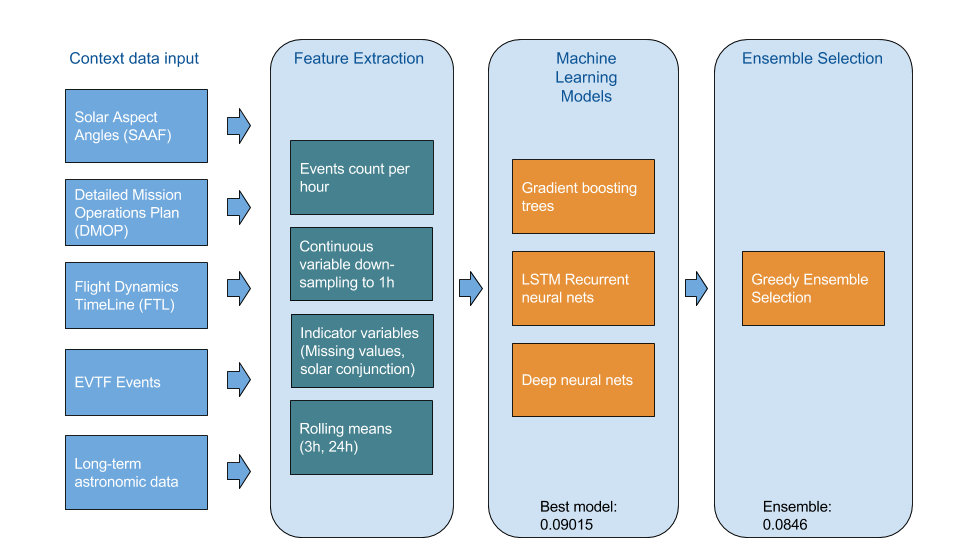 Context data input
Solar Aspect
Angles (SAAF)
Detailed Mission
Operations Plan
(DMOP)
Flight Dynamics
TimeLine (FTL)
EVTF Events
Long-term
astronomic data
Feature Extraction
Events count per
hour
Continuous
variable down-
sampling to 1h
Indicator variables
(Missing values,
solar conjunction)
Rolling means
(3h, 24h)
Machine
Learning
Models
Gradient boosting
trees
LSTM Recurrent
neural nets
Deep neural nets
Best model:
0.09015
Ensemble Selection
Greedy Ensemble
Selection
Ensemble:
0.0846